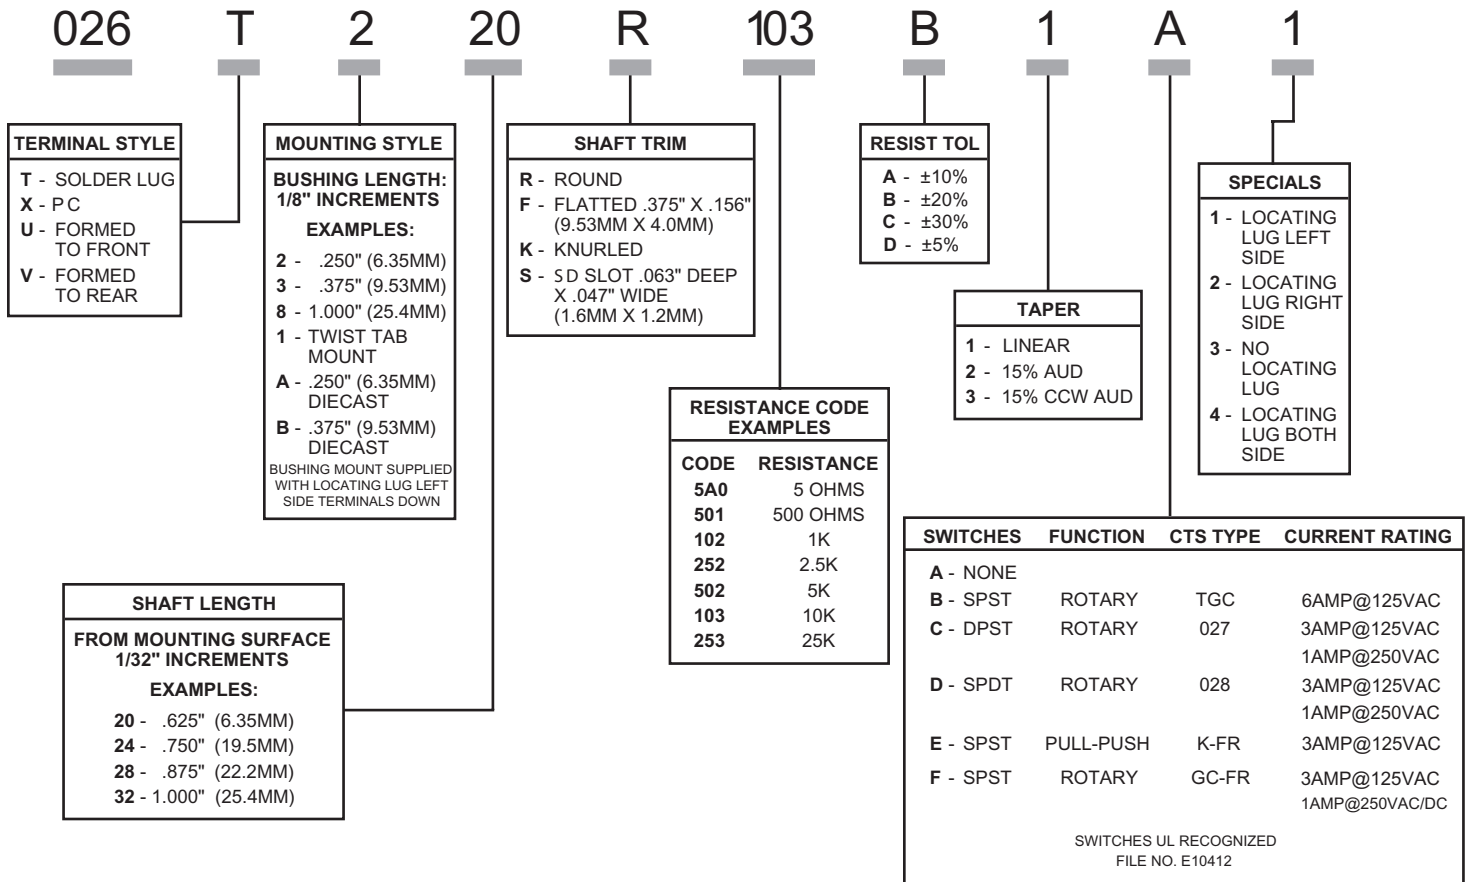 026 T 2 20 R 103 B 1 A 1
TERMINAL STYLE
T - SOLDER LUG
X - P C
U - FORMED
TO FRONT
V - FORMED
TO REAR
MOUNTING STYLE
BUSHING LENGTH:
1/8" INCREMENTS
EXAMPLES:
2 - .250" (6.35MM)
3 - .375" (9.53MM)
8 - 1.000" (25.4MM)
1 - TWIST TAB
MOUNT
A - .250" (6.35MM)
DIECAST
B - .375" (9.53MM)
DIECAST
BUSHING MOUNT SUPPLIED
WITH LOCATING LUG LEFT
SIDE TERMINALS DOWN
SHAFT TRIM
R - ROUND
F - FLATTED .375" X .156"
(9.53MM X 4.0MM)
K - KNURLED
S - SD SLOT .063" DEEP
X .047" WIDE
(1.6MM X 1.2MM)
RESIST TOL
A - ±10%
B - ±20%
C - ±30%
D - ±5%
SPECIALS
1 - LOCATING
LUG LEFT
SIDE
2 - LOCATING
LUG RIGHT
SIDE
3 - NO
LOCATING
LUG
4 - LOCATING
LUG BOTH
SIDE
TAPER
1 - LINEAR
2 - 15% AUD
3 - 15% CCW AUD
RESISTANCE CODE
EXAMPLES
CODE RESISTANCE
5A0 5 OHMS
501 500 OHMS
102 1K
252 2.5K
502 5K
103 10K
253 25K
SHAFT LENGTH
FROM MOUNTING SURFACE
1/32" INCREMENTS
EXAMPLES:
20 - .625" (6.35MM)
24 - .750" (19.5MM)
28 - .875" (22.2MM)
32 - 1.000" (25.4MM)
SWITCHES FUNCTION CTS TYPE CURRENT RATING
A - NONE
B - SPST ROTARY TGC 6AMP@125VAC
C - DPST ROTARY 027 3AMP@125VAC
1AMP@250VAC
D - SPDT ROTARY 028 3AMP@125VAC
1AMP@250VAC
E - SPST PULL-PUSH K-FR 3AMP@125VAC
F - SPST ROTARY GC-FR 3AMP@125VAC
1AMP@250VAC/DC
SWITCHES UL RECOGNIZED
FILE NO. E10412